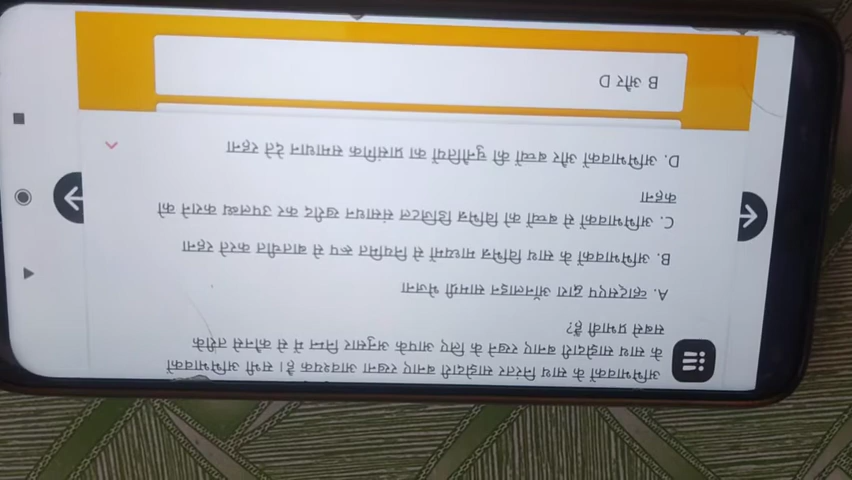 अभिभावकों के साथ निरंतर साझेदारी बनाए रखना आवश्यक है। सभी अभिभावकों
के साथ साझेदारी बनाए रखने के लिए आपके अनुसार निम्न में से कौनसे तरीके
सबसे प्रभावी हैं?
A. व्हाट्सएप द्वारा ऑनलाइन सामग्री भेजना
B. अभिभावकों के साथ विभिन्न माध्यमों से नियमित रूप से बातचीत करते रहना
C. अभिभावकों से बच्चों को विभिन्न डिजिटल संसाधन खरीद कर उपलब्ध कराने को
कहना
D. अभिभावकों और बच्चों की चुनौतियों का प्रासंगिक समाधान देते रहना
B और D